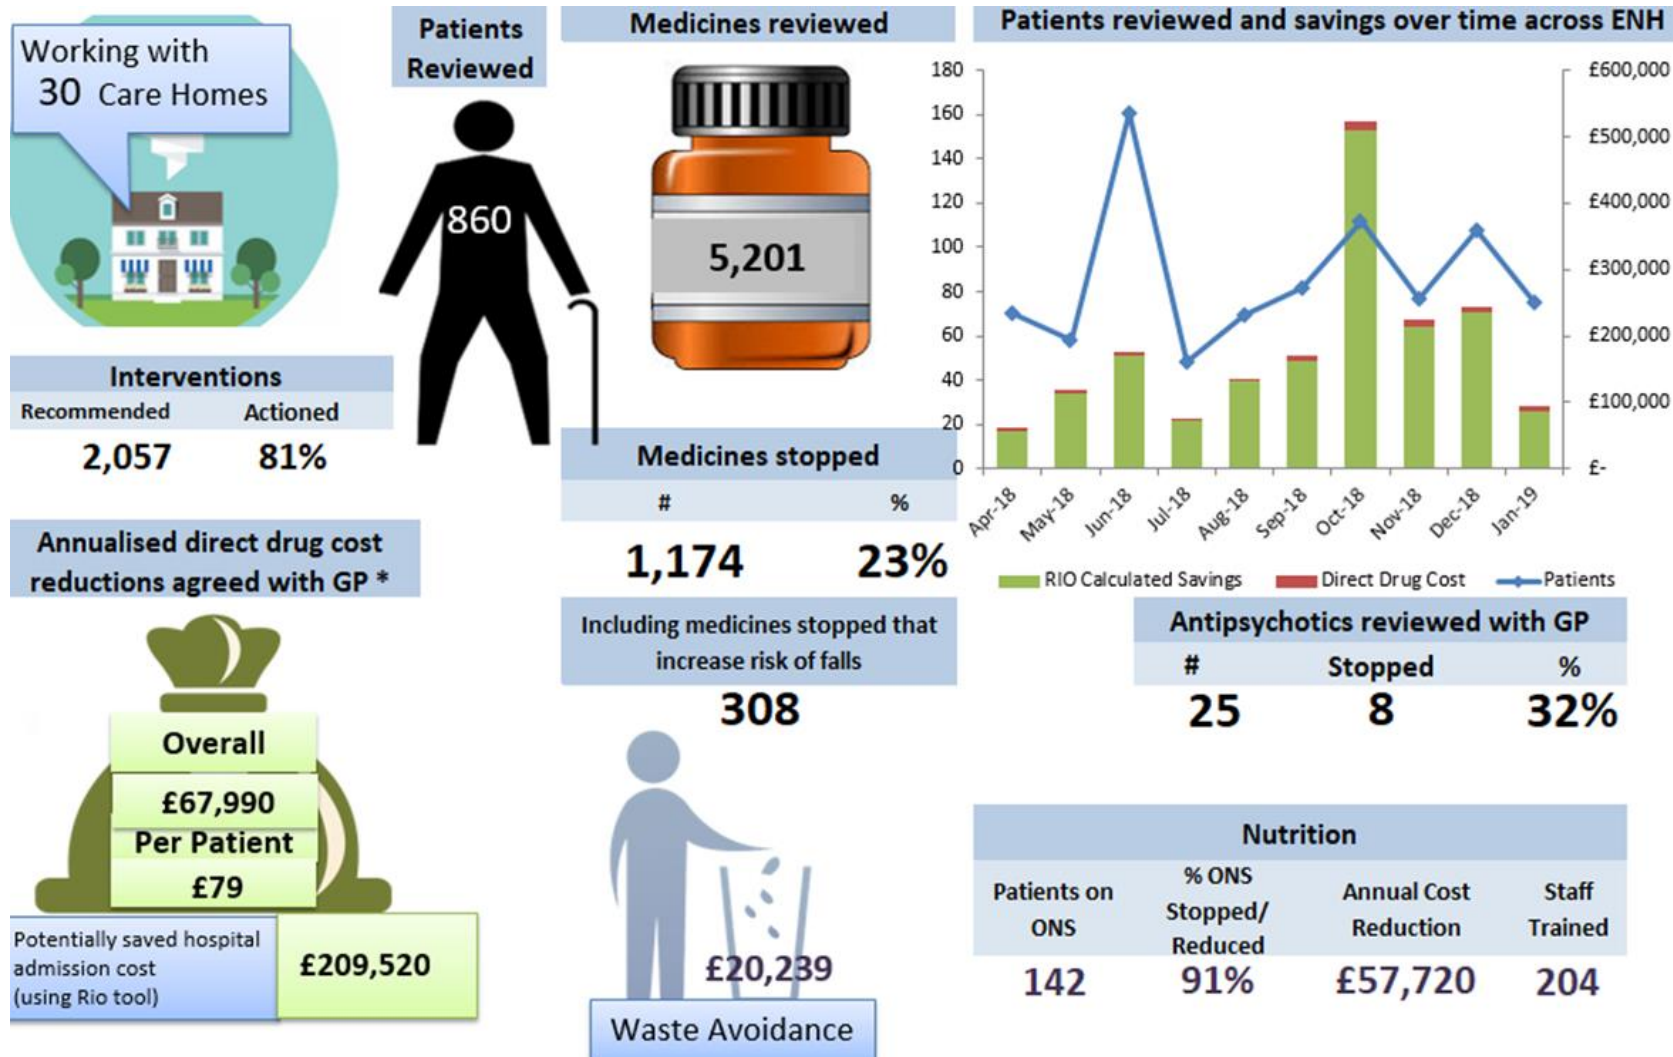 Working with
30 Care Homes
Patients
Reviewed
860
Medicines reviewed
5,201
Interventions
Recommended Actioned
2,057 81%
Medicines stopped
# %
1,174 23%
Including medicines stopped that
increase risk of falls
308
Annualised direct drug cost
reductions agreed with GP *
Overall
£67,990
Per Patient
£79
Potentially saved hospital
admission cost
(using Rio tool)
£209,520
£20,239
Waste Avoidance
Patients reviewed and savings over time across ENH
180
160
140
120
100
80
60
40
20
0
£600,000
£500,000
£400,000
£300,000
£200,000
£100,000
£-
Apr-18 May-18 Jun-18 Jul-18 Aug-18 Sep-18 Oct-18 Nov-18 Dec-18 Jan-19
RIO Calculated Savings Direct Drug Cost Patients
Antipsychotics reviewed with GP
# Stopped %
25 8 32%
Nutrition
Patients on
ONS
% ONS
Stopped/
Reduced
Annual Cost
Reduction
Staff
Trained
142 91% £57,720 204